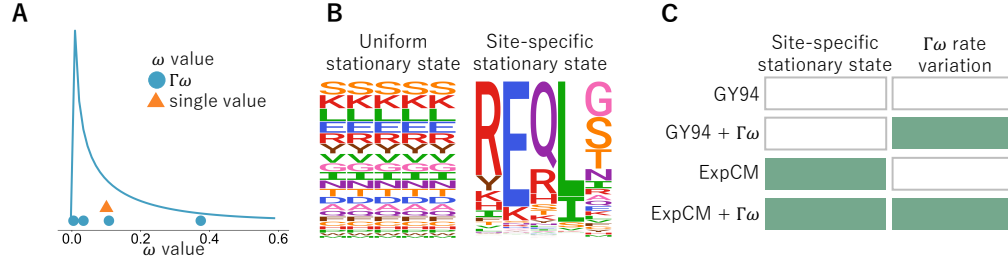 A
ω value
Γω
single value
0.0 0.2 0.4 0.6
ω value
B
Uniform
stationary state
Site-specific
stationary state
S S S S S
K K K K K
L L L L L
E E E E E
R R R R R
Y Y Y Y Y
V V V V V
G G G G G
I I I I I
N N N N N
T T T T T
D D D D D
A A A A A
Q Q Q Q Q
R E Q L G
S
T
Y
K
R
I
N
K
C
Site-specific
stationary state
Γω rate
variation
GY94
GY94 + Γω
ExpCM
ExpCM + Γω